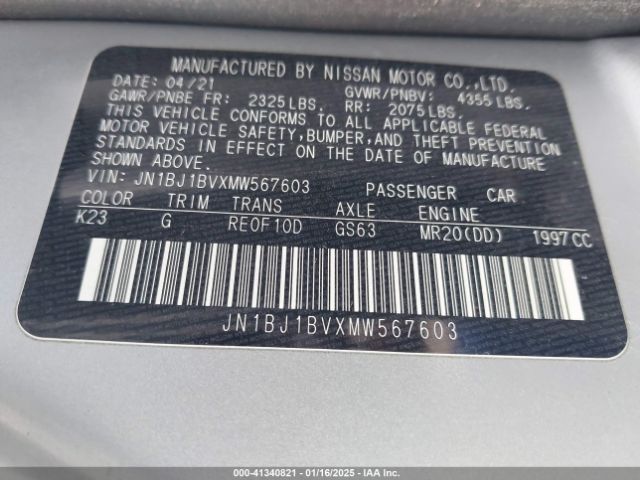 MANUFACTURED BY NISSAN MOTOR CO.,LTD.
DATE: 04/21 GVWR/PNBV: 4355 LBS.
GAWR/PNBE FR: 2325 LBS. RR: 2075 LBS.
THIS VEHICLE CONFORMS TO ALL APPLICABLE FEDERAL
MOTOR VEHICLE SAFETY, BUMPER, AND THEFT PREVENTION
STANDARDS IN EFFECT ON THE DATE OF MANUFACTURE
SHOWN ABOVE.
VIN: JN1BJ1BVXMW567603 PASSENGER CAR
COLOR TRIM TRANS AXLE ENGINE
K23 G RE0F10D GS63 MR20(DD) 1997CC
JN1BJ1BVXMW567603
000-41340821 - 01/16/2025 - IAAI.COM